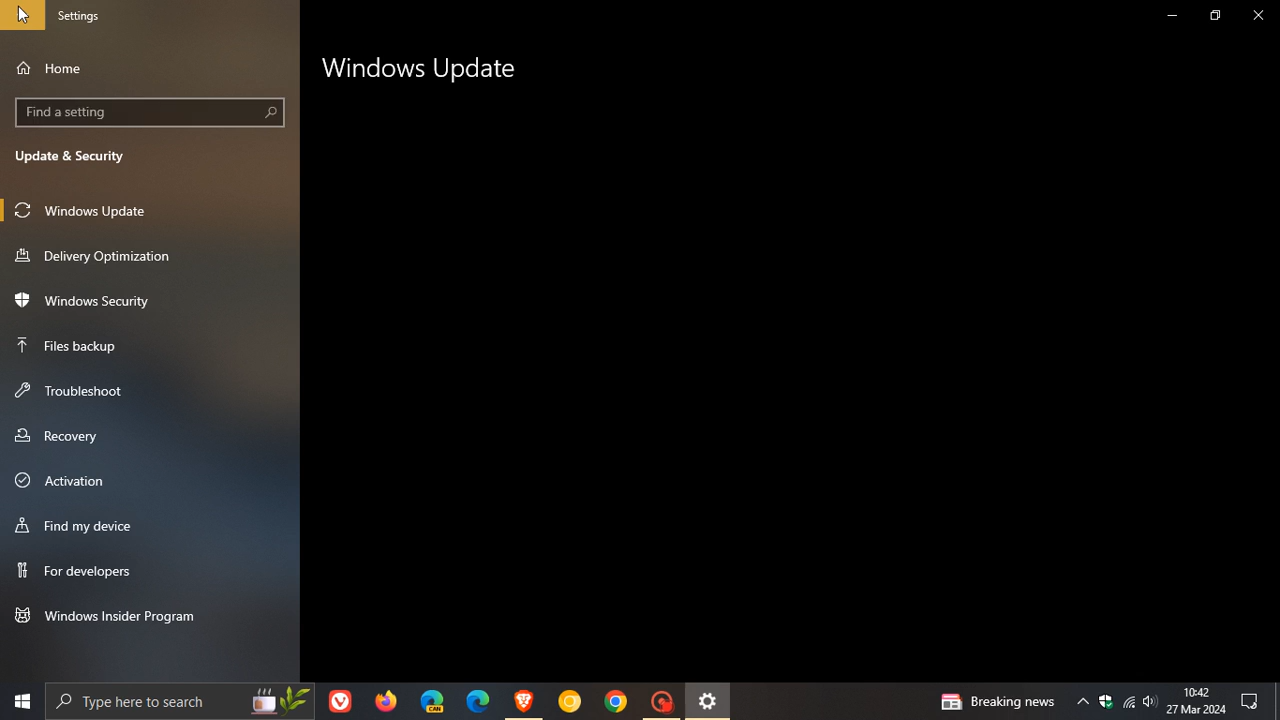 Settings
Home
Find a setting
Update & Security
Windows Update
Delivery Optimization
Windows Security
Files backup
Troubleshoot
Recovery
Activation
Find my device
For developers
Windows Insider Program
Windows Update
Type here to search
CAN
Breaking news
10:42
27 Mar 2024